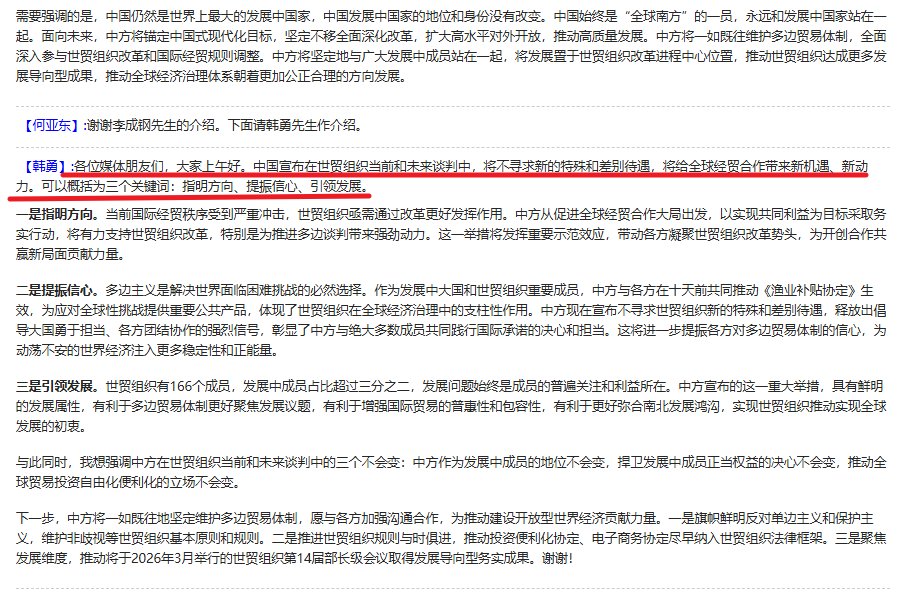 需要强调的是，中国仍然是世界上最大的发展中国家，中国发展中国家的地位和身份没有改变。中国始终是“全球南方”的一员，永远和发展中国家站在一
起。面向未来，中方将锚定中国式现代化目标，坚定不移全面深化改革，扩大高水平对外开放，推动高质量发展。中方将一如既往维护多边贸易体制，全面
深入参与世贸组织改革和国际经贸规则调整。中方将坚定地与广大发展中成员站在一起，将发展置于世贸组织改革进程中心位置，推动世贸组织达成更多发
展导向型成果，推动全球经济治理体系朝着更加公正合理的方向发展。
【何亚东】:谢谢李成钢先生的介绍。下面请韩勇先生作介绍。
【韩勇】:各位媒体朋友们，大家上午好。中国宣布在世贸组织当前和未来谈判中，将不寻求新的特殊和差别待遇，将给全球经贸合作带来新机遇、新动
力。可以概括为三个关键词：指明方向、提振信心、引领发展。
一是指明方向。当前国际经贸秩序受到严重冲击，世贸组织亟需通过改革更好发挥作用。中方从促进全球经贸合作大局出发，以实现共同利益为目标采取务
实行动，将有力支持世贸组织改革，特别是为推进多边谈判带来强劲动力。这一举措将发挥重要示范效应，带动各方凝聚世贸组织改革势头，为开创合作共
赢新局面贡献力量。
二是提振信心。多边主义是解决世界面临困难挑战的必然选择。作为发展中大国和世贸组织重要成员，中方与各方在十天前共同推动《渔业补贴协定》生
效，为应对全球性挑战提供重要公共产品，体现了世贸组织在全球经济治理中的支柱性作用。中方现在宣布不寻求世贸组织新的特殊和差别待遇，释放出倡
导大国勇于担当、各方团结协作的强烈信号，彰显了中方与绝大多数成员共同践行国际承诺的决心和担当。这将进一步提振各方对多边贸易体制的信心，为
动荡不安的世界经济注入更多稳定性和正能量。
三是引领发展。世贸组织有166个成员，发展中成员占比超过三分之二，发展问题始终是成员的普遍关注和利益所在。中方宣布的这一重大举措，具有鲜明
的发展属性，有利于多边贸易体制更好聚焦发展议题，有利于增强国际贸易的普惠性和包容性，有利于更好弥合南北发展鸿沟，实现世贸组织推动实现全球
发展的初衷。
与此同时，我想强调中方在世贸组织当前和未来谈判中的三个不会变：中方作为发展中成员的地位不会变，捍卫发展中成员正当权益的决心不会变，推动全
球贸易投资自由化便利化的立场不会变。
下一步，中方将一如既往地坚定维护多边贸易体制，愿与各方加强沟通合作，为推动建设开放型世界经济贡献力量。一是旗帜鲜明反对单边主义和保护主
义，维护非歧视等世贸组织基本原则和规则。二是推进世贸组织规则与时俱进，推动投资便利化协定、电子商务协定尽早纳入世贸组织法律框架。三是聚焦
发展维度，推动将于2026年3月举行的世贸组织第14届部长级会议取得发展导向型务实成果。谢谢！